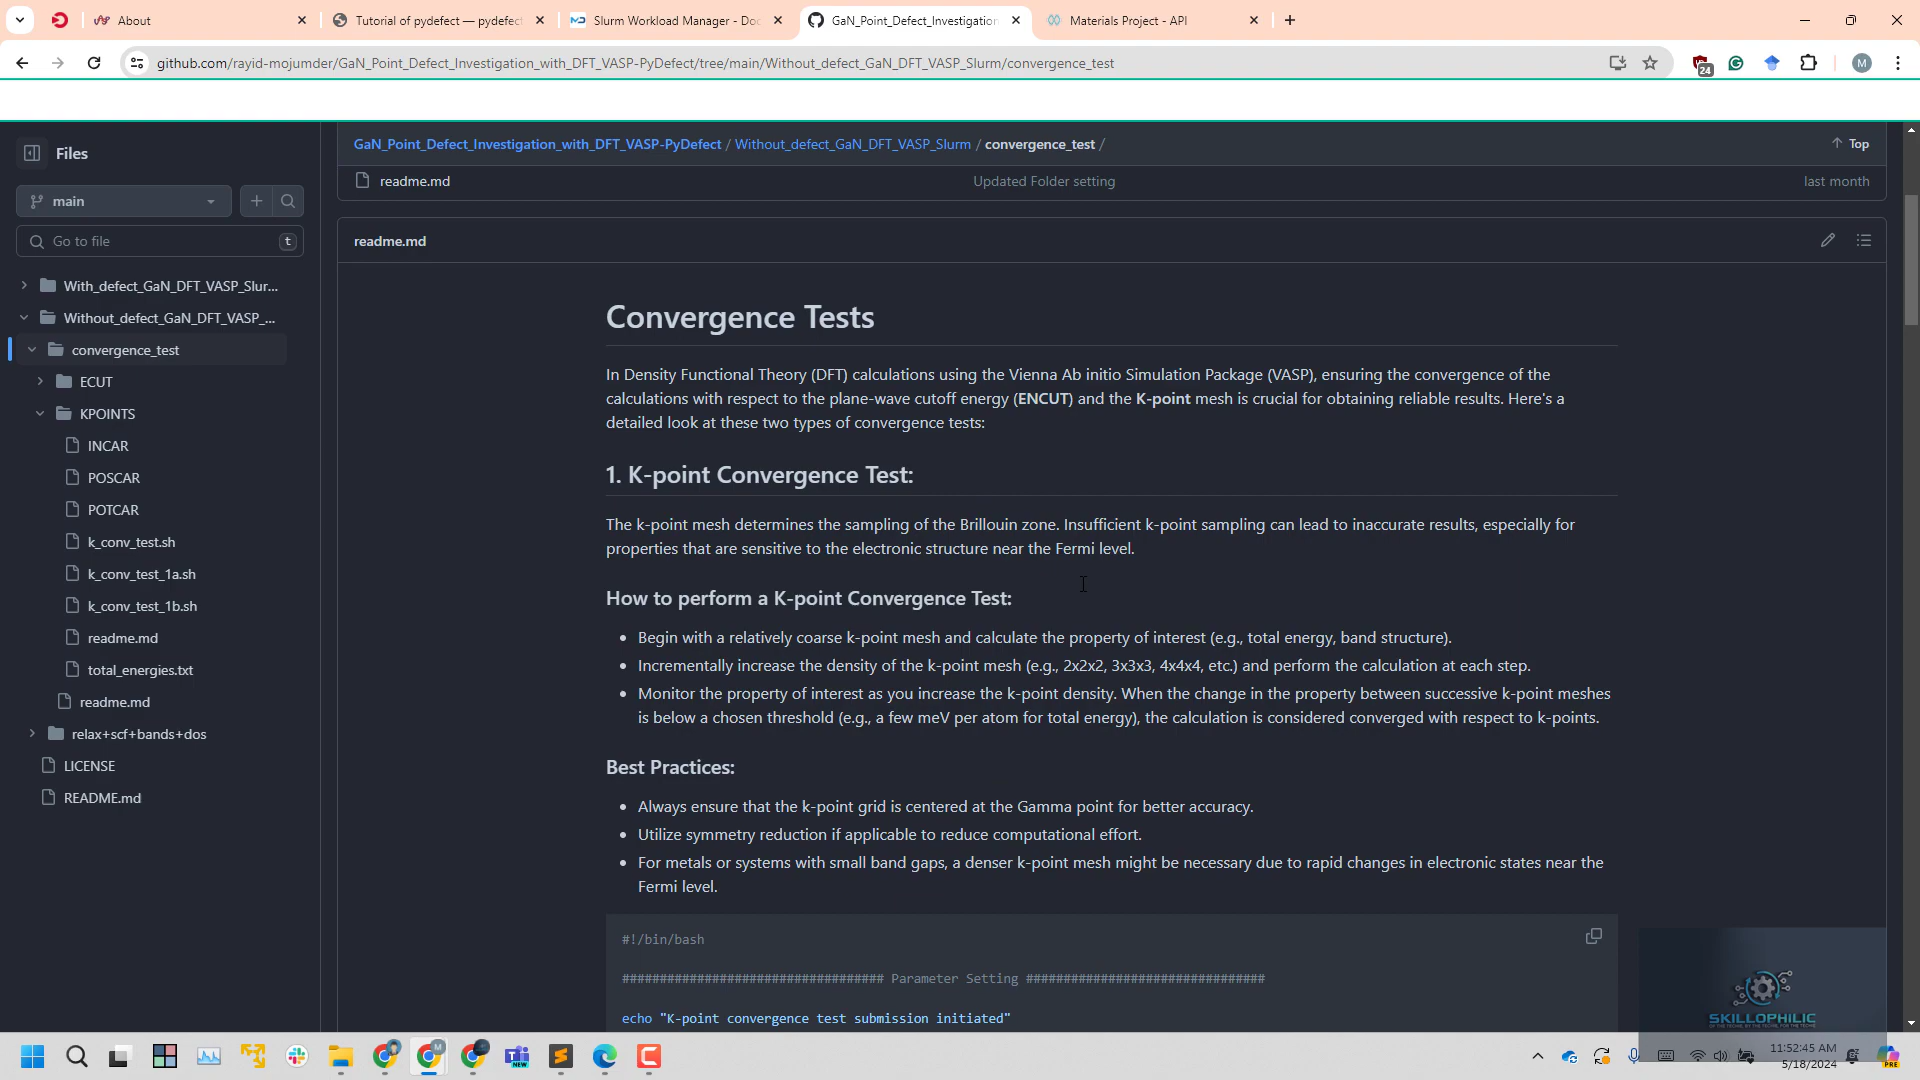 About
Tutorial of pydefect — pydefect
Slurm Workload Manager - Doc
GaN_Point_Defect_Investigation
Materials Project - API
github.com/rayid-mojumder/GaN_Point_Defect_Investigation_with_DFT_VASP-PyDefect/tree/main/Without_defect_GaN_DFT_VASP_Slurm/convergence_test
24
M
Files
GaN_Point_Defect_Investigation_with_DFT_VASP-PyDefect / Without_defect_GaN_DFT_VASP_Slurm / convergence_test /
Top
readme.md
Updated Folder setting
last month
main
Go to file
t
With_defect_GaN_DFT_VASP_Slur...
Without_defect_GaN_DFT_VASP_...
convergence_test
ECUT
KPOINTS
INCAR
POSCAR
POTCAR
k_conv_test.sh
k_conv_test_1a.sh
k_conv_test_1b.sh
readme.md
total_energies.txt
readme.md
relax+scf+bands+dos
LICENSE
README.md
readme.md
Convergence Tests
In Density Functional Theory (DFT) calculations using the Vienna Ab initio Simulation Package (VASP), ensuring the convergence of the
calculations with respect to the plane-wave cutoff energy (ENCUT) and the K-point mesh is crucial for obtaining reliable results. Here's a
detailed look at these two types of convergence tests:
1. K-point Convergence Test:
The k-point mesh determines the sampling of the Brillouin zone. Insufficient k-point sampling can lead to inaccurate results, especially for
properties that are sensitive to the electronic structure near the Fermi level.
How to perform a K-point Convergence Test:
Begin with a relatively coarse k-point mesh and calculate the property of interest (e.g., total energy, band structure).
Incrementally increase the density of the k-point mesh (e.g., 2x2x2, 3x3x3, 4x4x4, etc.) and perform the calculation at each step.
Monitor the property of interest as you increase the k-point density. When the change in the property between successive k-point meshes
is below a chosen threshold (e.g., a few meV per atom for total energy), the calculation is considered converged with respect to k-points.
Best Practices:
Always ensure that the k-point grid is centered at the Gamma point for better accuracy.
Utilize symmetry reduction if applicable to reduce computational effort.
For metals or systems with small band gaps, a denser k-point mesh might be necessary due to rapid changes in electronic states near the
Fermi level.
#!/bin/bash
################################### Parameter Setting ################################
echo "K-point convergence test submission initiated"
SKILLOPHILIC
11:52:45 AM
5/18/2024